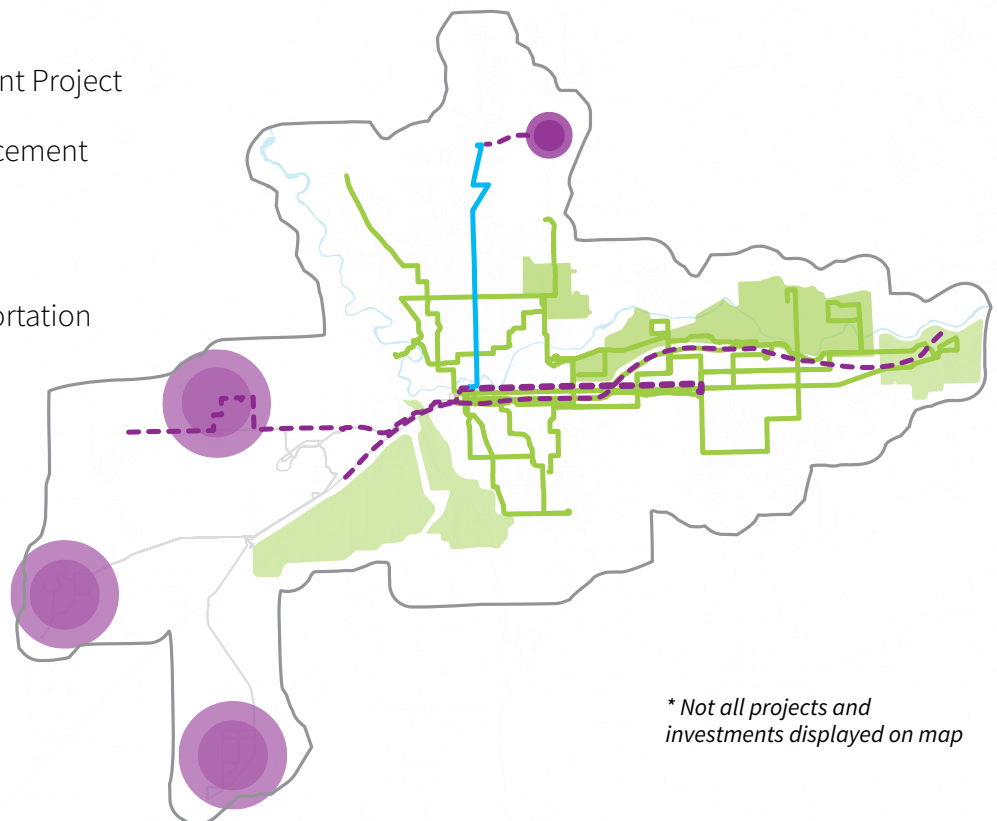 nt Project
cement
ortation
* Not all projects and
investments displayed on map